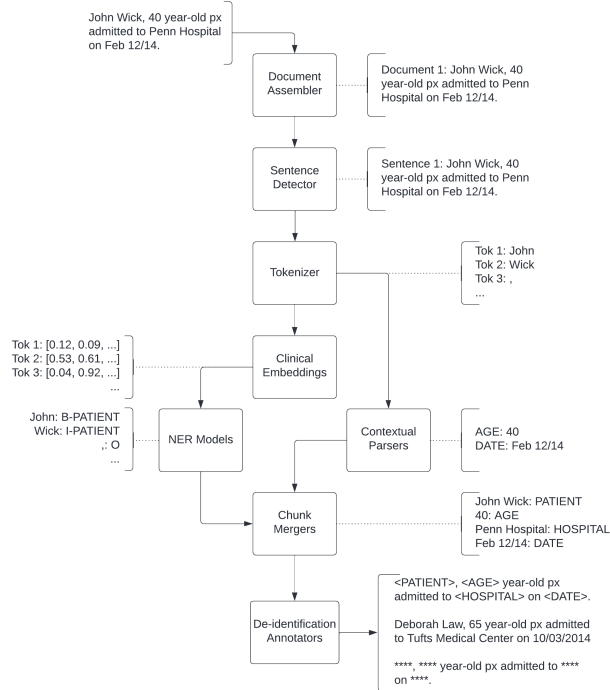 John Wick, 40 year-old px
admitted to Penn Hospital
on Feb 12/14.
Document
Assembler
Document 1: John Wick, 40
year-old px admitted to Penn
Hospital on Feb 12/14.
Sentence
Detector
Sentence 1: John Wick, 40
year-old px admitted to Penn
Hospital on Feb 12/14.
Tokenizer
Tok 1: John
Tok 2: Wick
Tok 3: ,
...
Tok 1: [0.12, 0.09, ...]
Tok 2: [0.53, 0.61, ...]
Tok 3: [0.04, 0.92, ...]
...
Clinical
Embeddings
John: B-PATIENT
Wick: I-PATIENT
,: O
...
NER Models
Contextual
Parsers
AGE: 40
DATE: Feb 12/14
Chunk
Mergers
John Wick: PATIENT
40: AGE
Penn Hospital: HOSPITAL
Feb 12/14: DATE
De-identification
Annotators
<PATIENT>, <AGE> year-old px
admitted to <HOSPITAL> on <DATE>.
Deborah Law, 65 year-old px admitted
to Tufts Medical Center on 10/03/2014
****, **** year-old px admitted to ****
on ****.